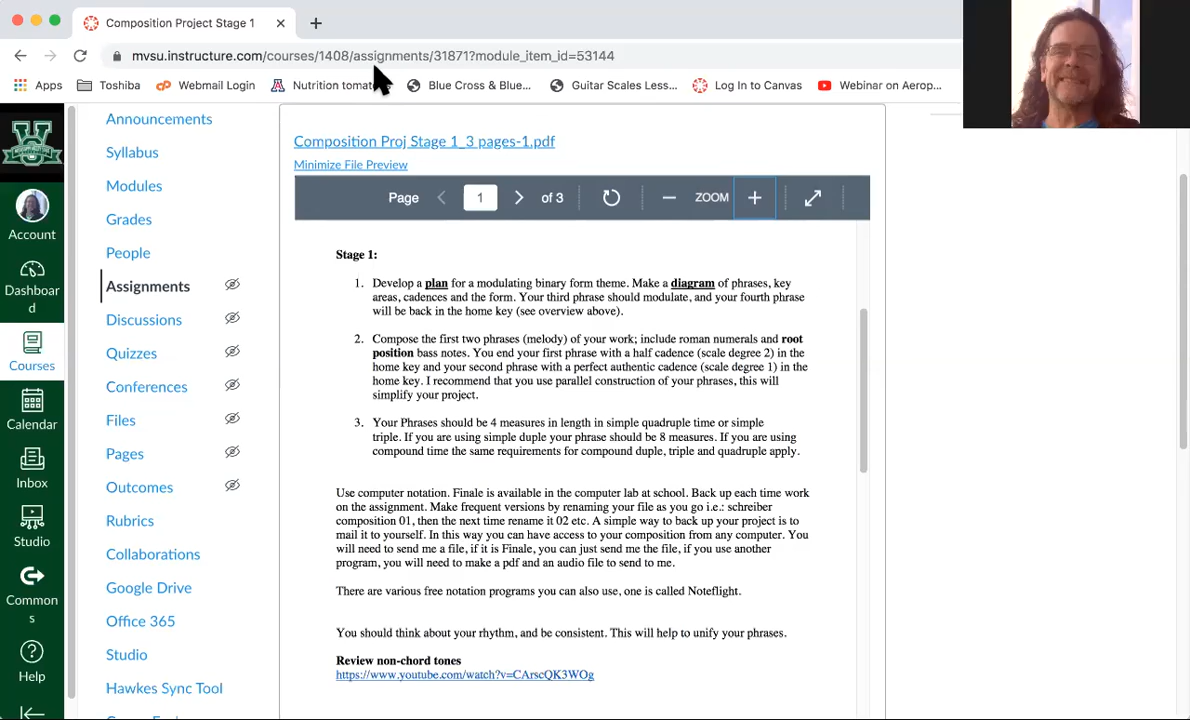 Composition Project Stage 1
mvsu.instructure.com/courses/1408/assignments/31871?module_item_id=53144
Apps Toshiba Webmail Login Nutrition tomat Blue Cross & Blue... Guitar Scales Less... Log In to Canvas Webinar on Aerop...
Account
Dashboar
d
Courses
Calendar
Inbox
Studio
Common
s
Help
Announcements
Syllabus
Modules
Grades
People
Assignments
Discussions
Quizzes
Conferences
Files
Pages
Outcomes
Rubrics
Collaborations
Google Drive
Office 365
Studio
Hawkes Sync Tool
Composition Proj Stage 1_3 pages-1.pdf
Minimize File Preview
Page 1 of 3 ZOOM
Stage 1:
1. Develop a plan for a modulating binary form theme. Make a diagram of phrases, key
areas, cadences and the form. Your third phrase should modulate, and your fourth phrase
will be back in the home key (see overview above).
2. Compose the first two phrases (melody) of your work; include roman numerals and root
position bass notes. You end your first phrase with a half cadence (scale degree 2) in the
home key and your second phrase with a perfect authentic cadence (scale degree 1) in the
home key. I recommend that you use parallel construction of your phrases, this will
simplify your project.
3. Your Phrases should be 4 measures in length in simple quadruple time or simple
triple. If you are using simple duple your phrase should be 8 measures. If you are using
compound time the same requirements for compound duple, triple and quadruple apply.
Use computer notation. Finale is available in the computer lab at school. Back up each time work
on the assignment. Make frequent versions by renaming your file as you go i.e.: schreiber
composition 01, then the next time rename it 02 etc. A simple way to back up your project is to
mail it to yourself. In this way you can have access to your composition from any computer. You
will need to send me a file, if it is Finale, you can just send me the file, if you use another
program, you will need to make a pdf and an audio file to send to me.
There are various free notation programs you can also use, one is called Noteflight.
You should think about your rhythm, and be consistent. This will help to unify your phrases.
Review non-chord tones
https://www.youtube.com/watch?v=CArscQK3WOg